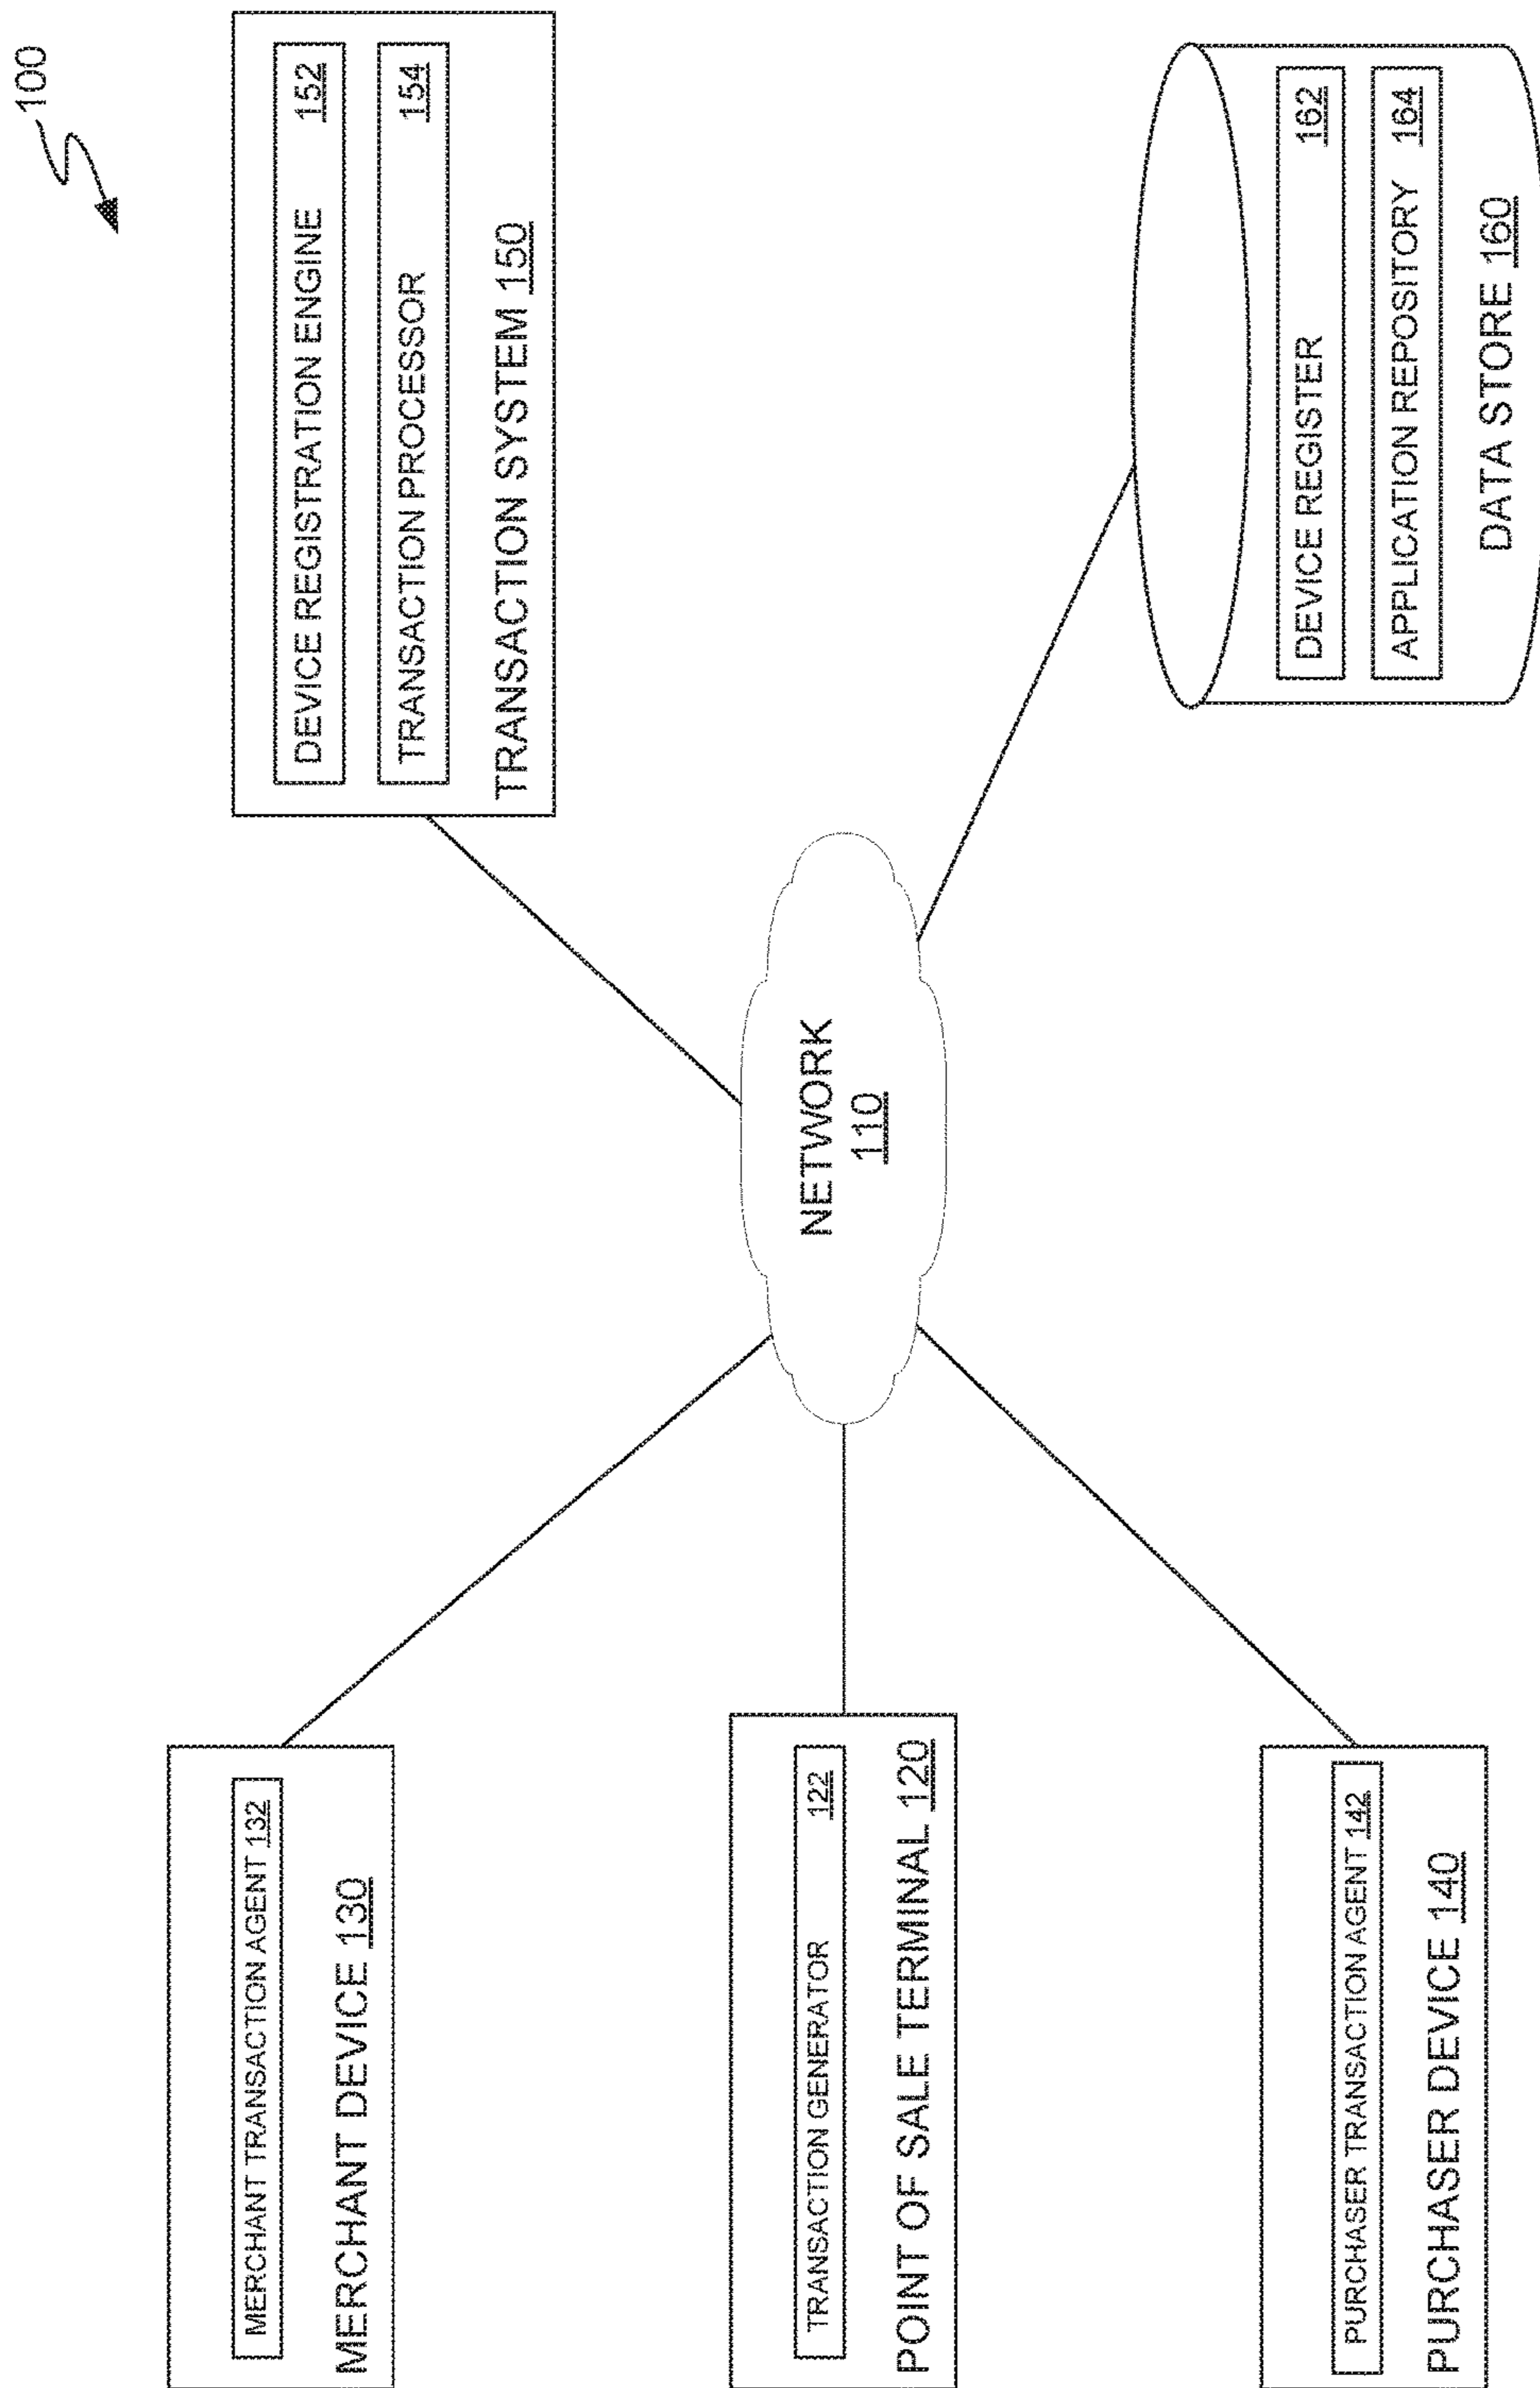 100
MERCHANT TRANSACTION AGENT 132
MERCHANT DEVICE 130
DEVICE REGISTRATION ENGINE 152
TRANSACTION PROCESSOR 154
TRANSACTION SYSTEM 150
TRANSACTION GENERATOR 122
POINT OF SALE TERMINAL 120
NETWORK
110
PURCHASER TRANSACTION AGENT 142
PURCHASER DEVICE 140
DEVICE REGISTER 162
APPLICATION REPOSITORY 164
DATA STORE 160